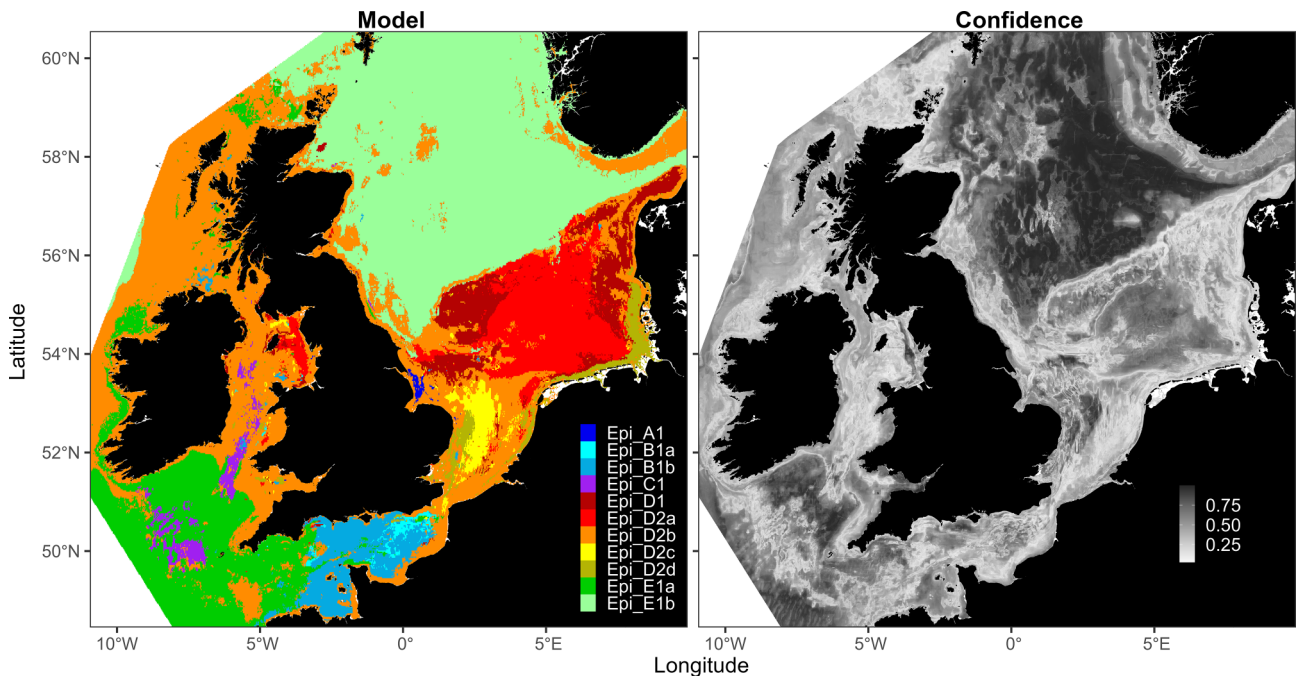 Model
Confidence
60°N
58°N
56°N
54°N
52°N
50°N
Latitude
Epi_A1
Epi_B1a
Epi_B1b
Epi_C1
Epi_D1
Epi_D2a
Epi_D2b
Epi_D2c
Epi_D2d
Epi_E1a
Epi_E1b
0.75
0.50
0.25
10°W
5°W
0°
5°E
10°W
5°W
0°
5°E
Longitude